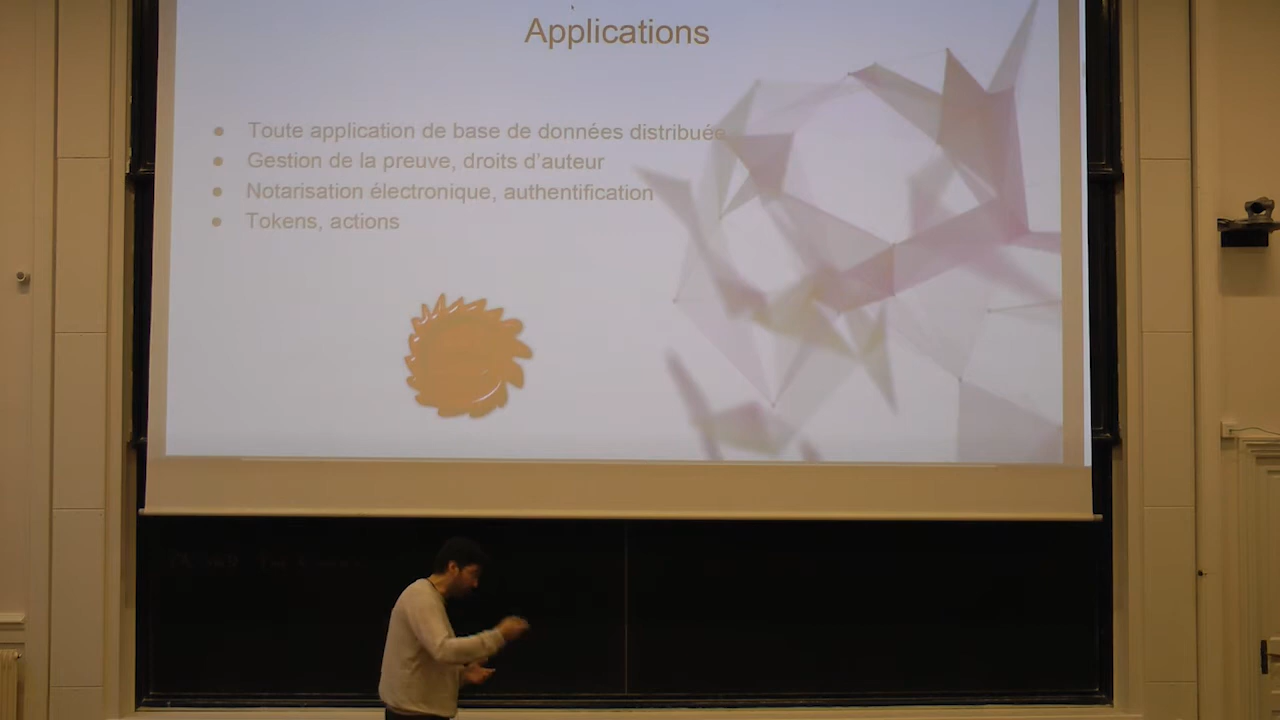 Applications
● Toute application de base de données distribuée
● Gestion de la preuve, droits d'auteur
● Notarisation électronique, authentification
● Tokens, actions